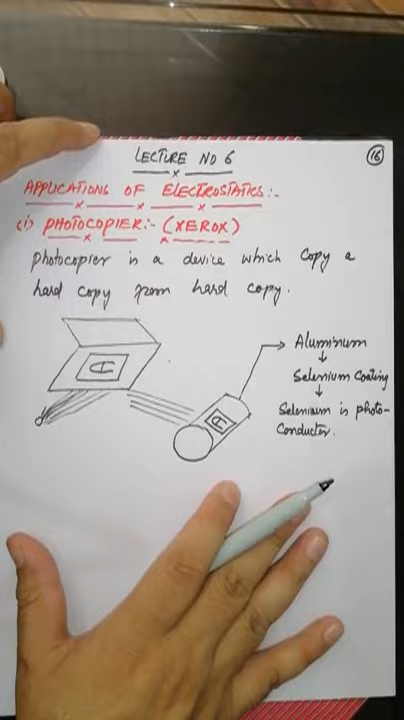 LECTURE NO 6
16
APPLICATIONS OF ELECTROSTATICS:-
(i) PHOTOCOPIER:- (XEROX)
Photocopier is a device which copy a
hard copy from hard copy.
Aluminum
Selenium Coating
Selenium is photo-
Conductor.